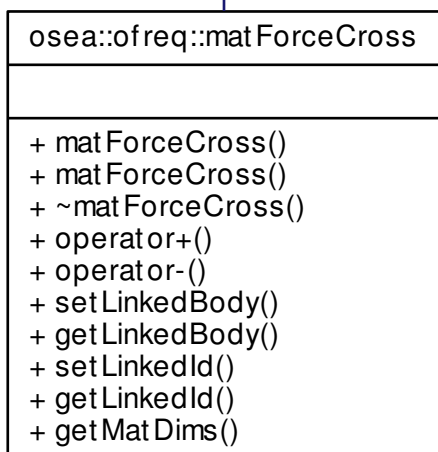 osea::ofreq::matForceCross
+ matForceCross()
+ matForceCross()
+ ~matForceCross()
+ operator+()
+ operator-()
+ setLinkedBody()
+ getLinkedBody()
+ setLinkedId()
+ getLinkedId()
+ getMatDims()